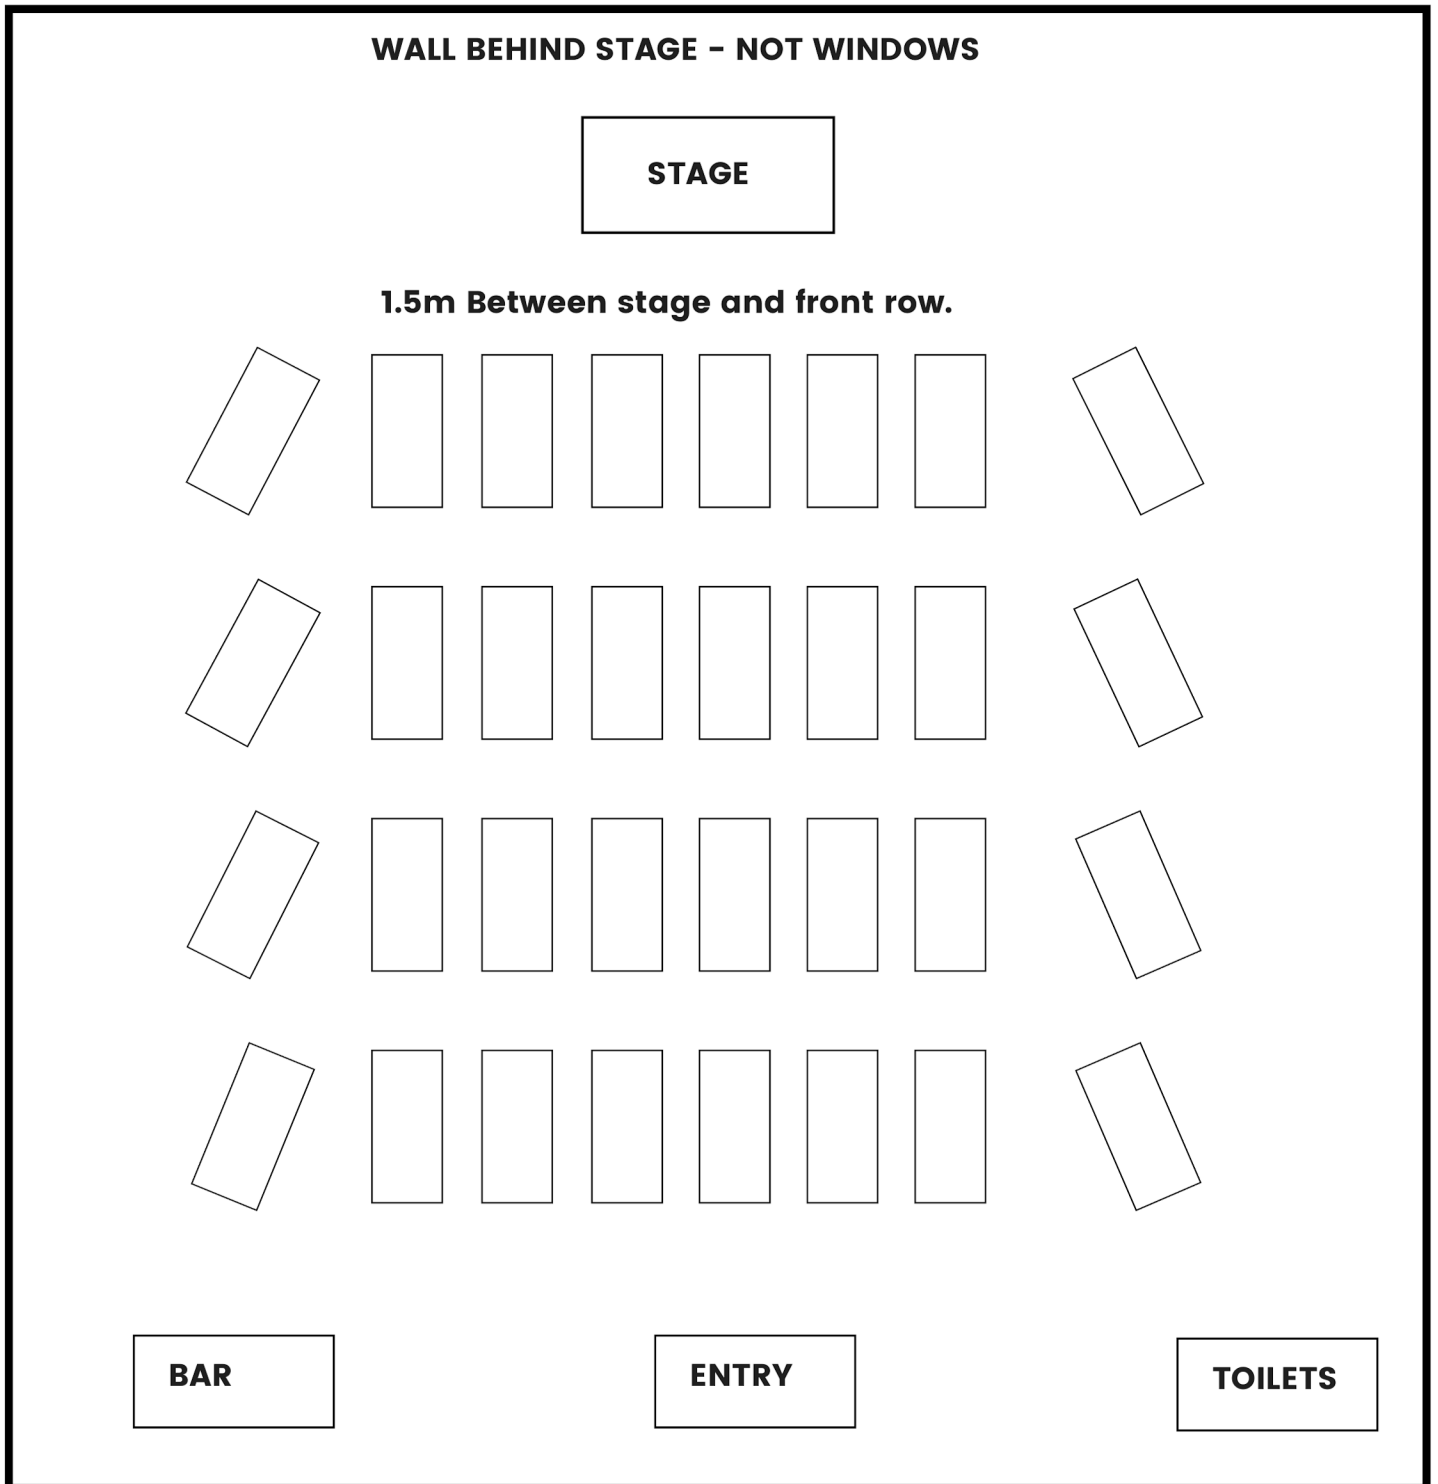 WALL BEHIND STAGE - NOT WINDOWS
STAGE
1.5m Between stage and front row.
BAR
ENTRY
TOILETS